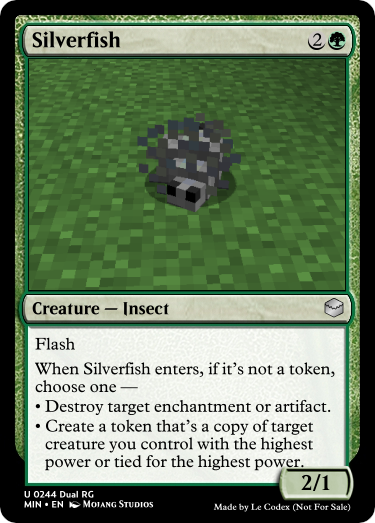 Silverfish 2
Creature — Insect
Flash
When Silverfish enters, if it's not a token,
choose one —
• Destroy target enchantment or artifact.
• Create a token that's a copy of target
creature you control with the highest
power or tied for the highest power.
2/1
U 0244 Dual RG
MIN • EN Mojang Studios
Made by Le Codex (Not For Sale)